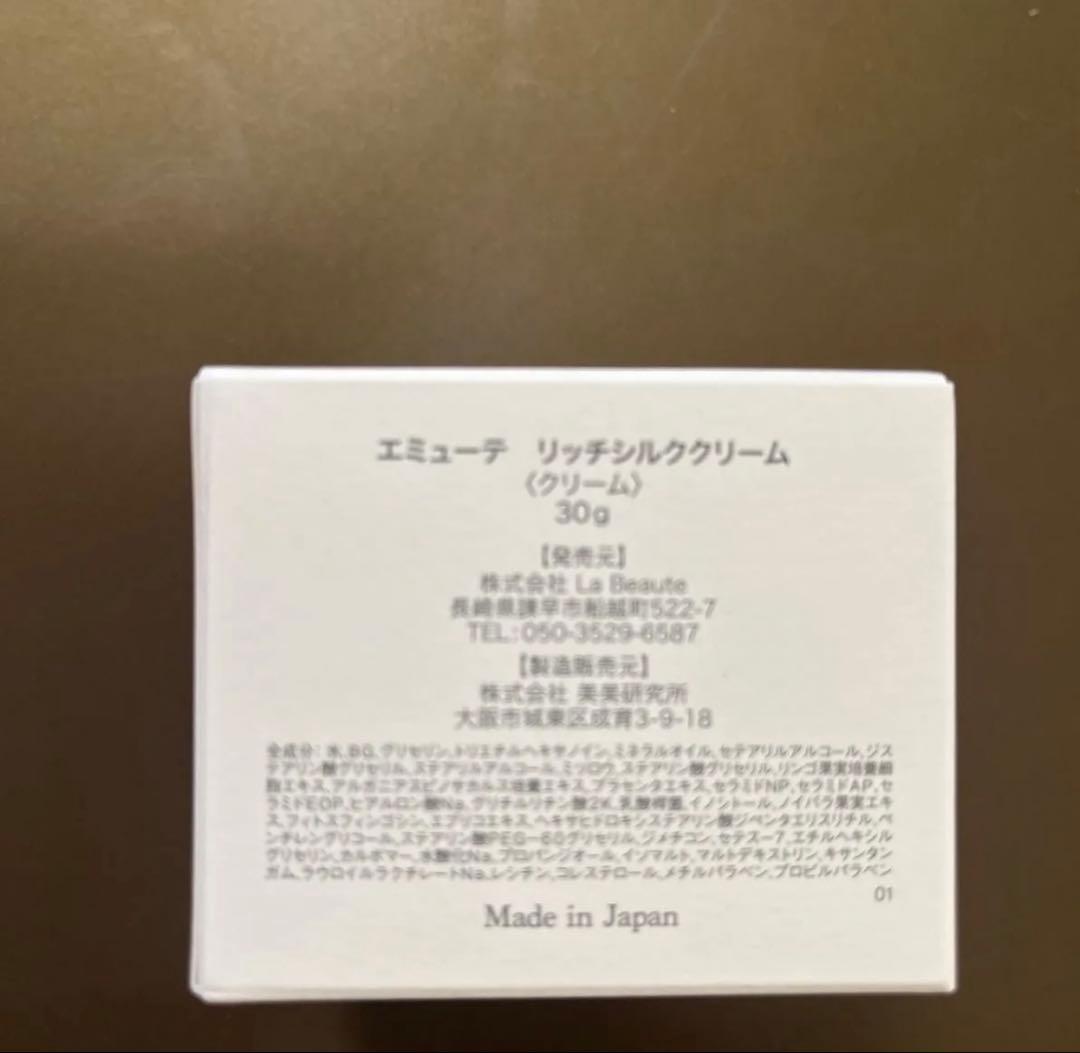 エミューテ　リッチシルククリーム
〈クリーム〉
30g
【発売元】
株式会社 La Beaute
長崎県諫早市船越町522-7
TEL:050-3529-6587
【製造販売元】
株式会社 美美研究所
大阪市城東区成育3-9-18
全成分:水､BG､グリセリン､トリエチルヘキサノイン､ミネラルオイル､セテアリルアルコール､ジス
テアリン酸グリセリル､ステアリルアルコール､ミツロウ､ステアリン酸グリセリル､リンゴ果実培養細
胞エキス､アルガニアスピノサカルス培養エキス､プラセンタエキス､セラミドNP､セラミドAP､セ
ラミドEOP､ヒアルロン酸Na､グリチルリチン酸2K､乳酸桿菌､イノシトール､ノイバラ果実エキ
ス､フィトスフィンゴシン､エプリコエキス､ヘキサヒドロキシステアリン酸ジペンタエリスリチル､ペ
ンチレングリコール､ステアリン酸PEG-60グリセリル､ジメチコン､セテス-7､エチルヘキシル
グリセリン､カルボマー､水酸化Na､プロパンジオール､イソマルト､マルトデキストリン､キサンタン
ガム､ラウロイルラクチレートNa､レシチン､コレステロール､メチルパラベン､プロピルパラベン
01
Made in Japan